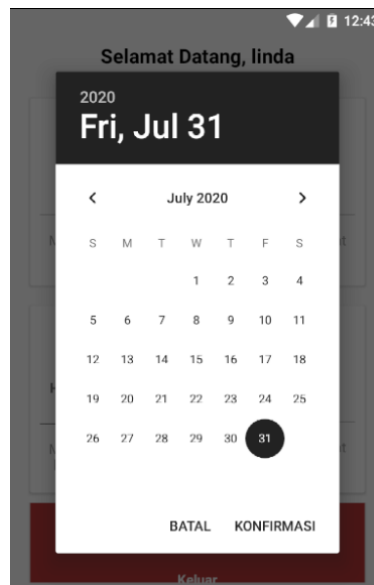 12:43
Selamat Datang, linda
2020
Fri, Jul 31
July 2020
S M T W T F S
1 2 3 4
5 6 7 8 9 10 11
12 13 14 15 16 17 18
19 20 21 22 23 24 25
26 27 28 29 30 31
BATAL KONFIRMASI
Keluar